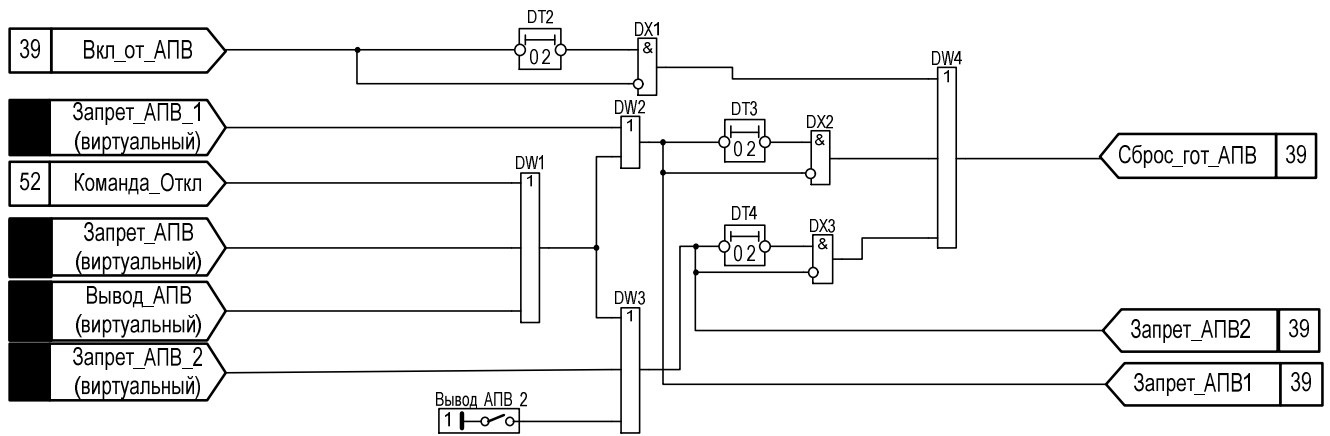 DT2
DX1
39 Вкл_от_АПВ
0 2
&
DW4
1
Запрет_АПВ_1
(виртуальный)
DW2
1
DT3
0 2
DX2
&
DW1
1
52 Команда_Откл
Сброс_гот_АПВ 39
Запрет_АПВ
(виртуальный)
DT4
0 2
DX3
&
Вывод_АПВ
(виртуальный)
DW3
1
Запрет_АПВ2 39
Запрет_АПВ_2
(виртуальный)
Запрет_АПВ1 39
Вывод_АПВ_2
1